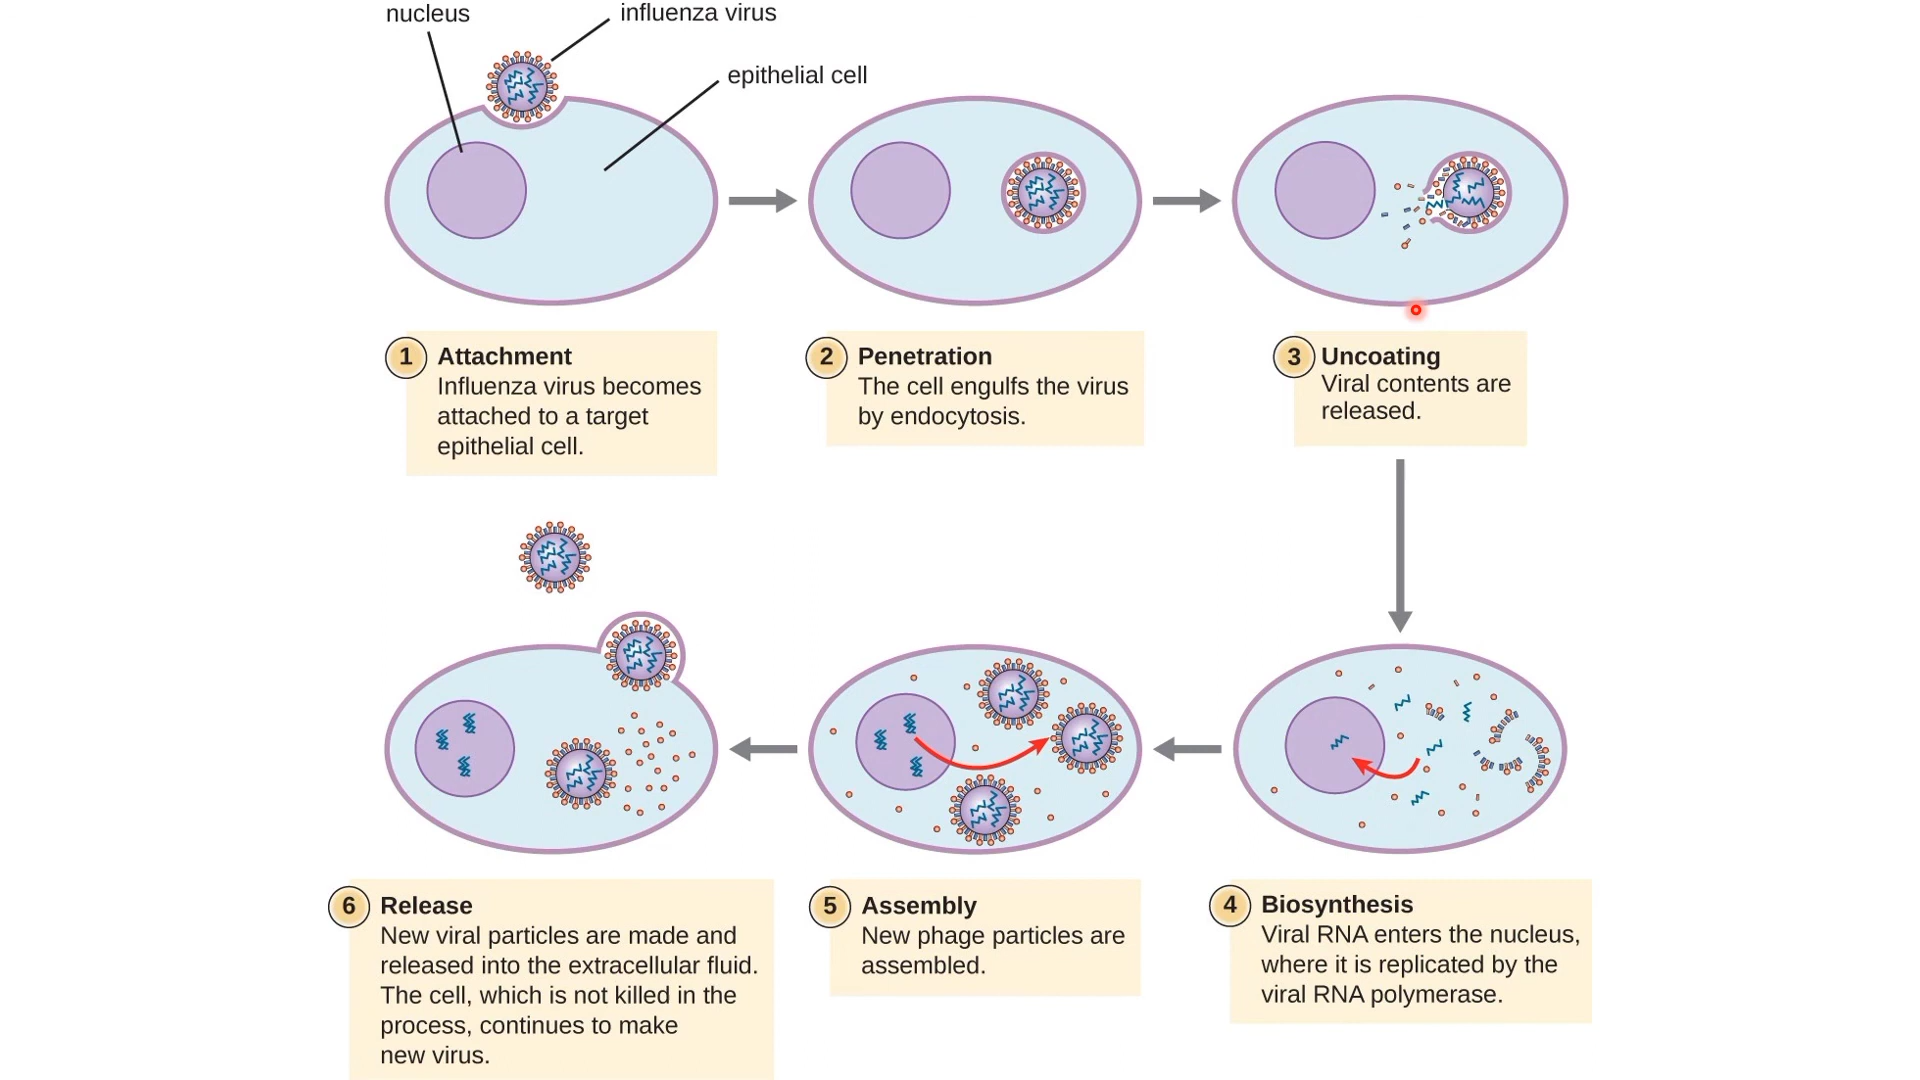 nucleus
influenza virus
epithelial cell
1 Attachment
Influenza virus becomes
attached to a target
epithelial cell.
2 Penetration
The cell engulfs the virus
by endocytosis.
3 Uncoating
Viral contents are
released.
4 Biosynthesis
Viral RNA enters the nucleus,
where it is replicated by the
viral RNA polymerase.
5 Assembly
New phage particles are
assembled.
6 Release
New viral particles are made and
released into the extracellular fluid.
The cell, which is not killed in the
process, continues to make
new virus.